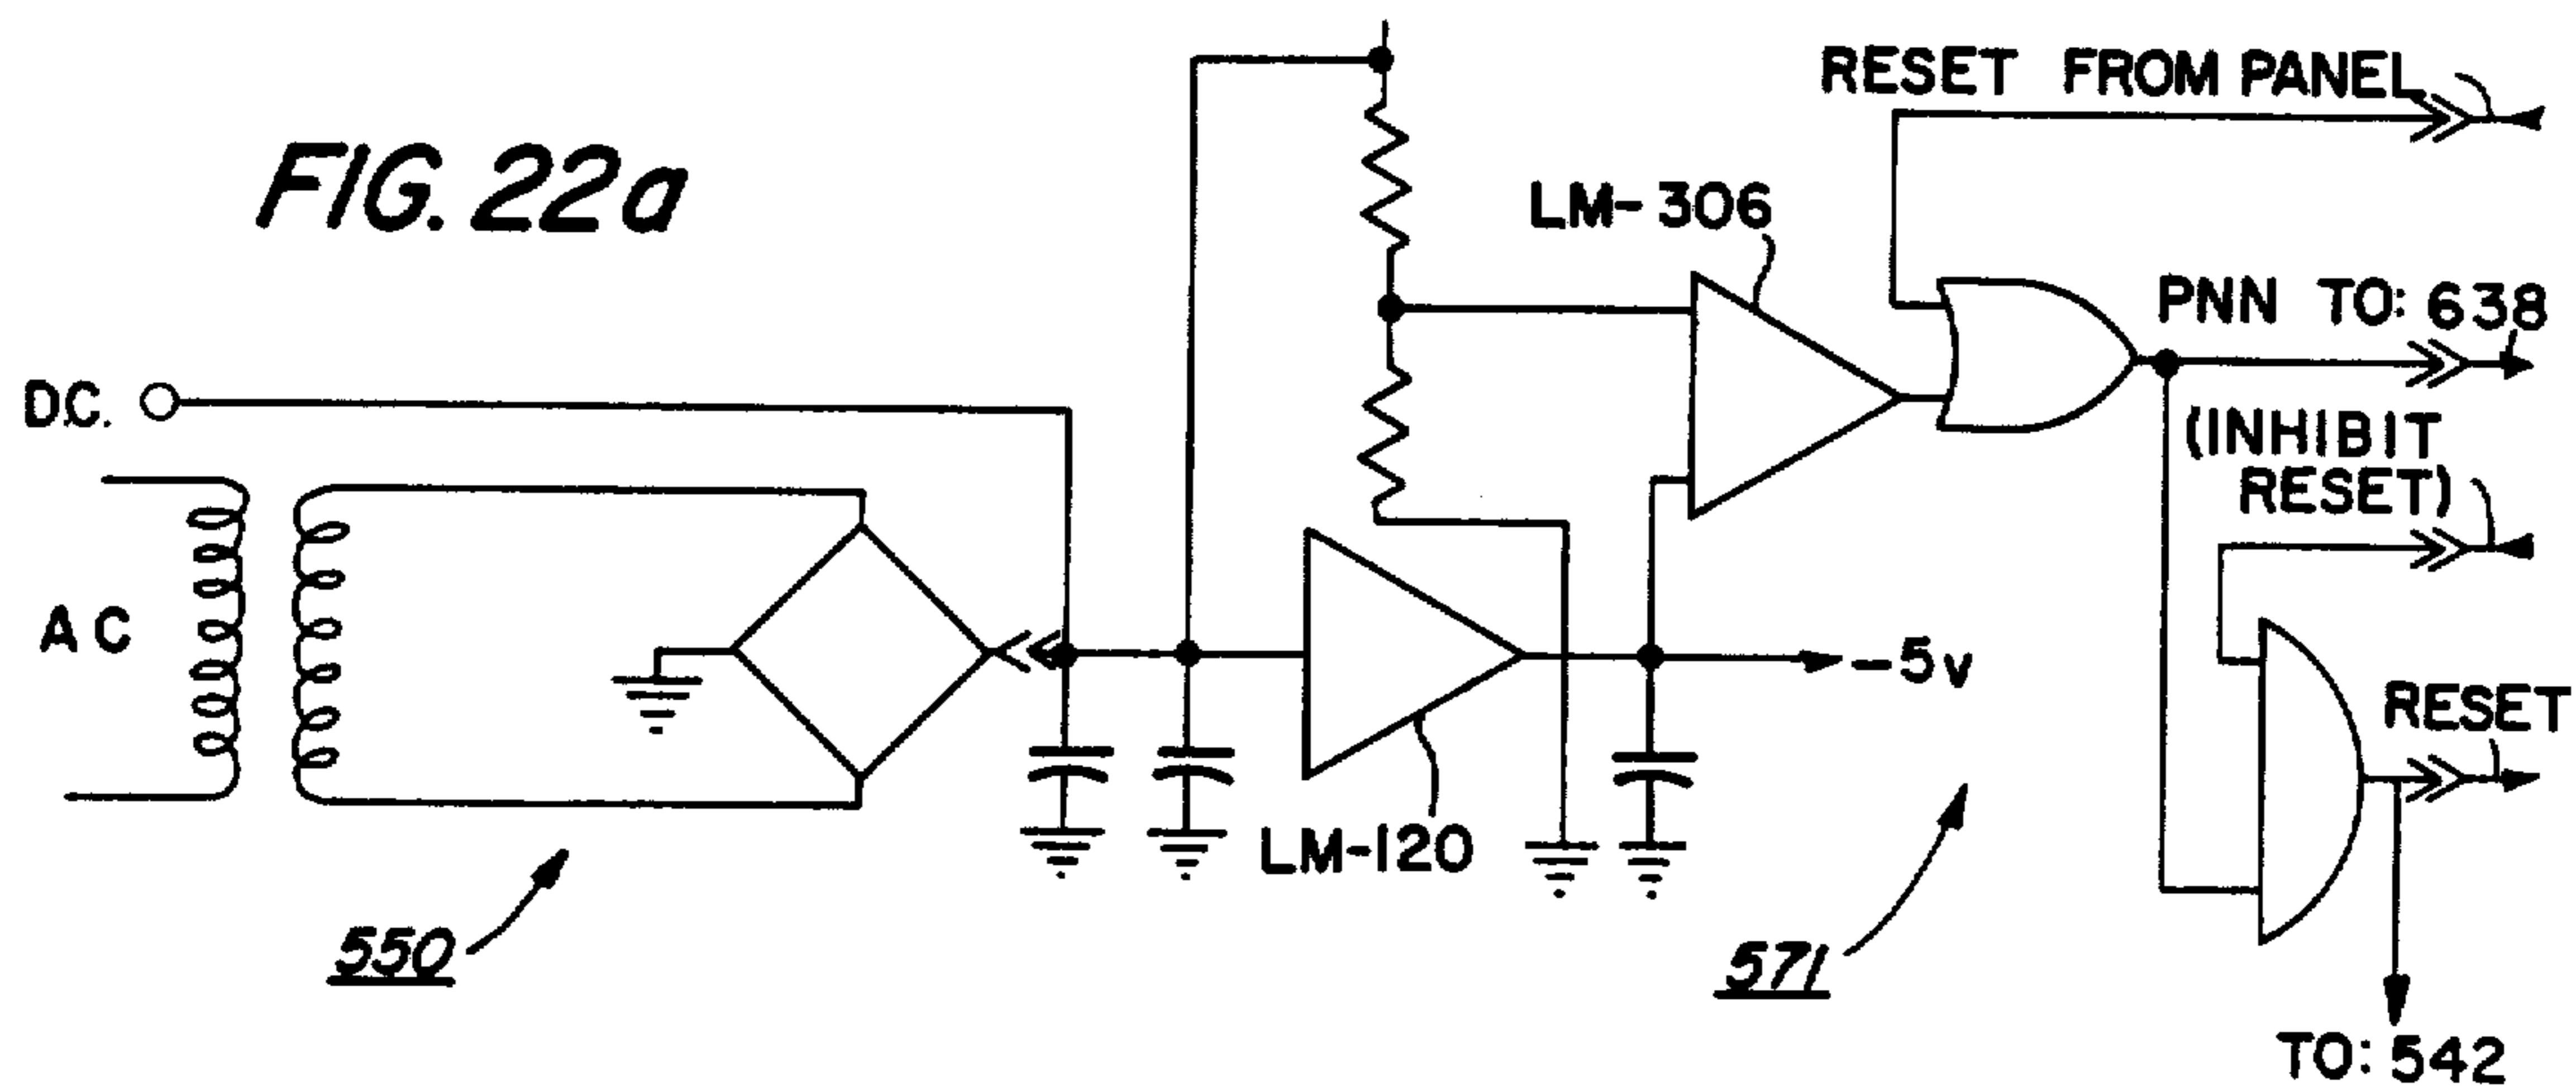 FIG. 22a
RESET FROM PANEL
LM-306
PNN TO: 638
D.C.
(INHIBIT
RESET)
AC
-5v
RESET
LM-120
550
571
TO: 542